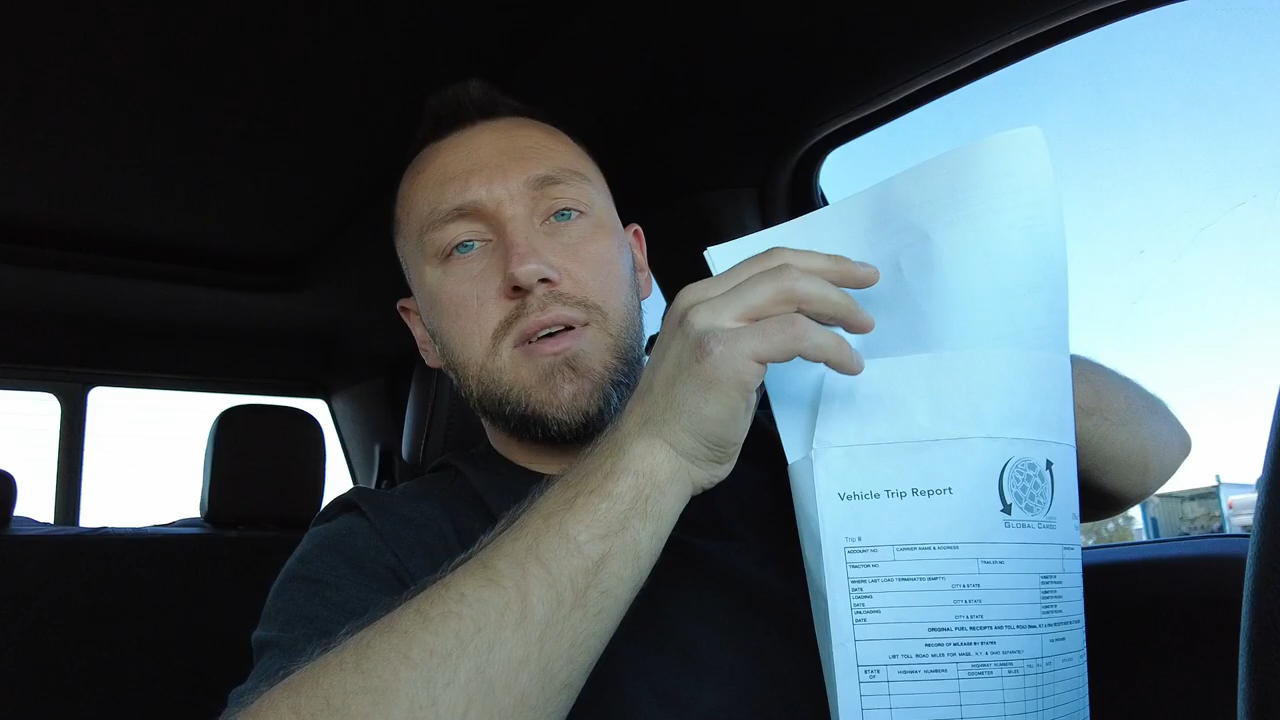 Vehicle Trip Report
GLOBAL CARGO
Trip #
ACCOUNT NO. CARRIER NAME & ADDRESS
TRACTOR NO. TRAILER NO.
WHERE LAST LOAD TERMINATED (EMPTY)
DATE CITY & STATE
LOADING
DATE CITY & STATE
UNLOADING
DATE CITY & STATE
ORIGINAL FUEL RECEIPTS AND TOLL ROAD
RECORD OF MILEAGE BY STATES
LIST TOLL ROAD MILES FOR MASS., N.Y. & OHIO SEPARATELY
STATE OF HIGHWAY NUMBERS HIGHWAY NUMBERS
ODOMETER MILES